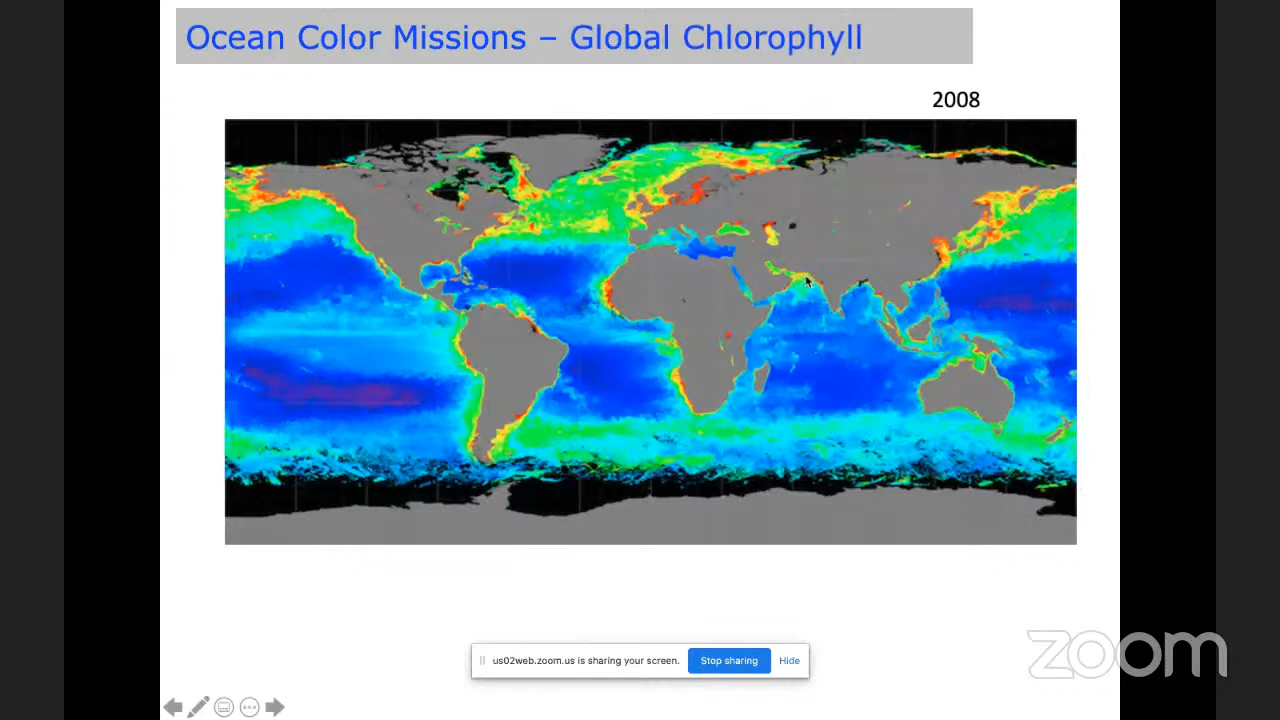 Ocean Color Missions – Global Chlorophyll
2008
us02web.zoom.us is sharing your screen. Stop sharing Hide
zoom